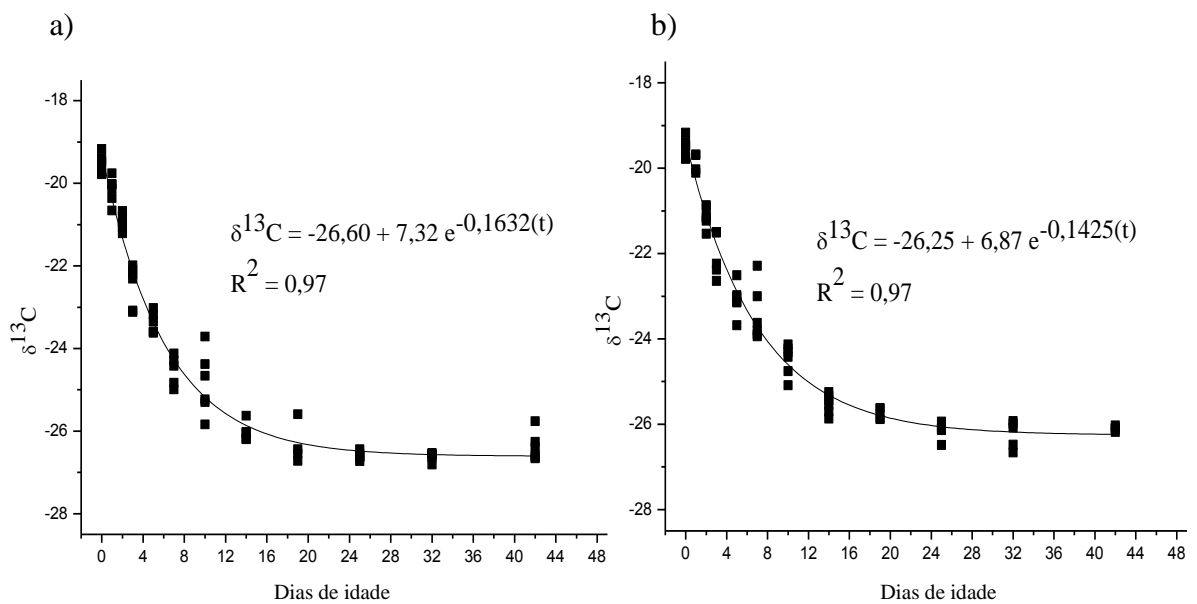 a)
-18
-20
-22
-24
-26
-28
δ13C
δ13C = -26,60 + 7,32 e-0,1632(t)
R2 = 0,97
0 4 8 12 16 20 24 28 32 36 40 44 48
Dias de idade
b)
-18
-20
-22
-24
-26
-28
δ13C
δ13C = -26,25 + 6,87 e-0,1425(t)
R2 = 0,97
0 4 8 12 16 20 24 28 32 36 40 44 48
Dias de idade